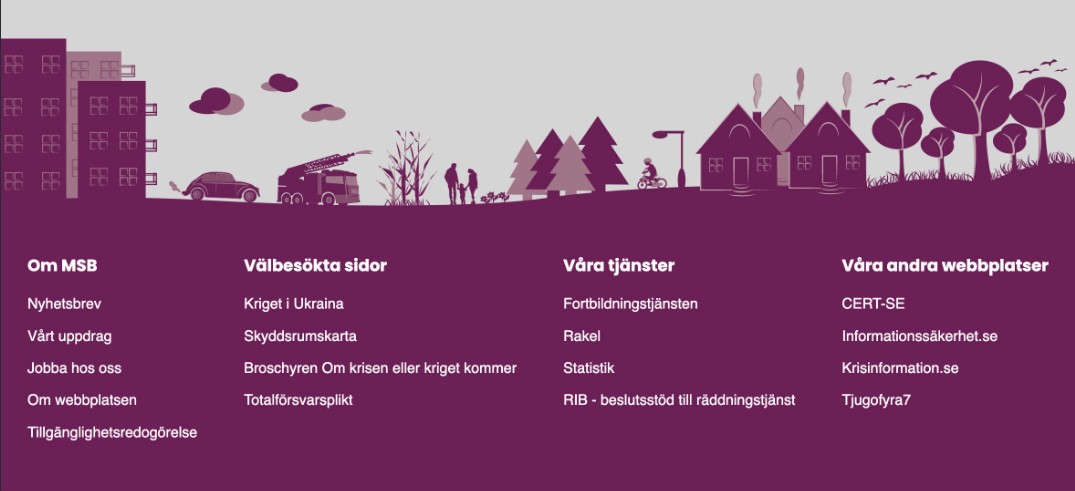 Om MSB
Nyhetsbrev
Vårt uppdrag
Jobba hos oss
Om webbplatsen
Tillgänglighetsredogörelse
Välbesökta sidor
Kriget i Ukraina
Skyddsrumskarta
Broschyren Om krisen eller kriget kommer
Totalförsvarsplikt
Våra tjänster
Fortbildningstjänsten
Rakel
Statistik
RIB - beslutsstöd till räddningstjänst
Våra andra webbplatser
CERT-SE
Informationssäkerhet.se
Krisinformation.se
Tjugofyra7